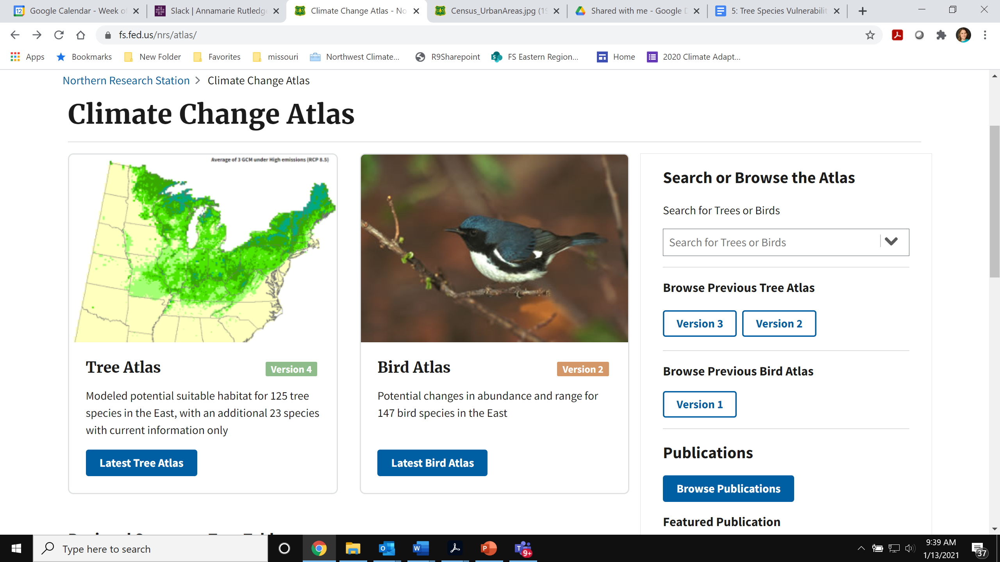 12 Google Calendar - Week of
Slack | Annamarie Rutledge
Climate Change Atlas - No
Census_UrbanAreas.jpg (19
Shared with me - Google D
5: Tree Species Vulnerabilit
fs.fed.us/nrs/atlas/
Apps
Bookmarks
New Folder
Favorites
missouri
Northwest Climate...
R9Sharepoint
FS Eastern Region...
Home
2020 Climate Adapt...
Northern Research Station > Climate Change Atlas
Climate Change Atlas
Average of 3 GCM under High emissions (RCP 8.5)
Tree Atlas
Version 4
Modeled potential suitable habitat for 125 tree
species in the East, with an additional 23 species
with current information only
Latest Tree Atlas
Bird Atlas
Version 2
Potential changes in abundance and range for
147 bird species in the East
Latest Bird Atlas
Search or Browse the Atlas
Search for Trees or Birds
Search for Trees or Birds
Browse Previous Tree Atlas
Version 3
Version 2
Browse Previous Bird Atlas
Version 1
Publications
Browse Publications
Featured Publication
Type here to search
9+
9:39 AM
1/13/2021
37